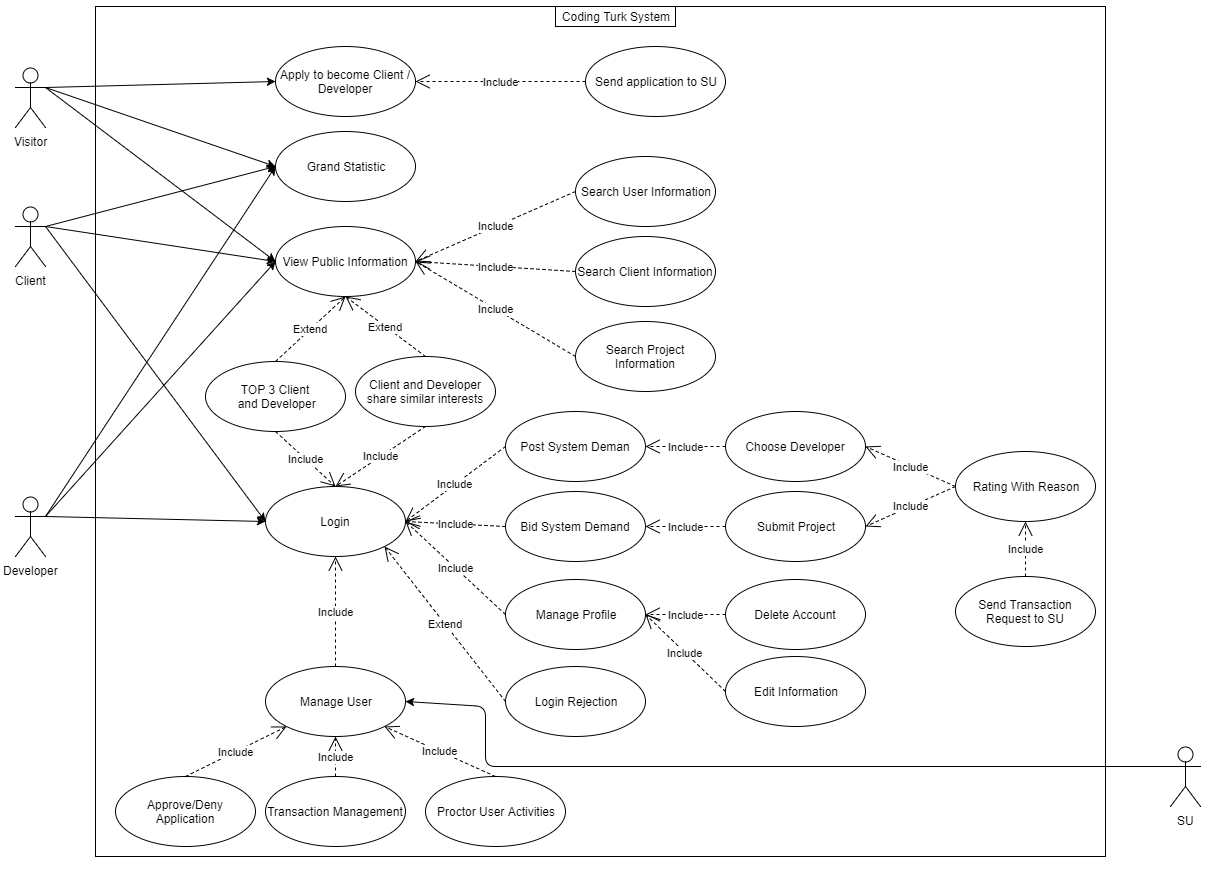 Coding Turk System
Visitor
Apply to become Client /
Developer
Include
Send application to SU
Grand Statistic
Client
View Public Information
Include
Search User Information
Include
Search Client Information
Include
Search Project
Information
Extend
Extend
TOP 3 Client
and Developer
Client and Developer
share similar interests
Include
Include
Developer
Login
Include
Post System Deman
Include
Choose Developer
Include
Rating With Reason
Include
Bid System Demand
Include
Submit Project
Include
Include
Send Transaction
Request to SU
Include
Manage Profile
Include
Delete Account
Include
Edit Information
Extend
Login Rejection
Include
Manage User
Include
Include
Include
Approve/Deny
Application
Transaction Management
Proctor User Activities
SU